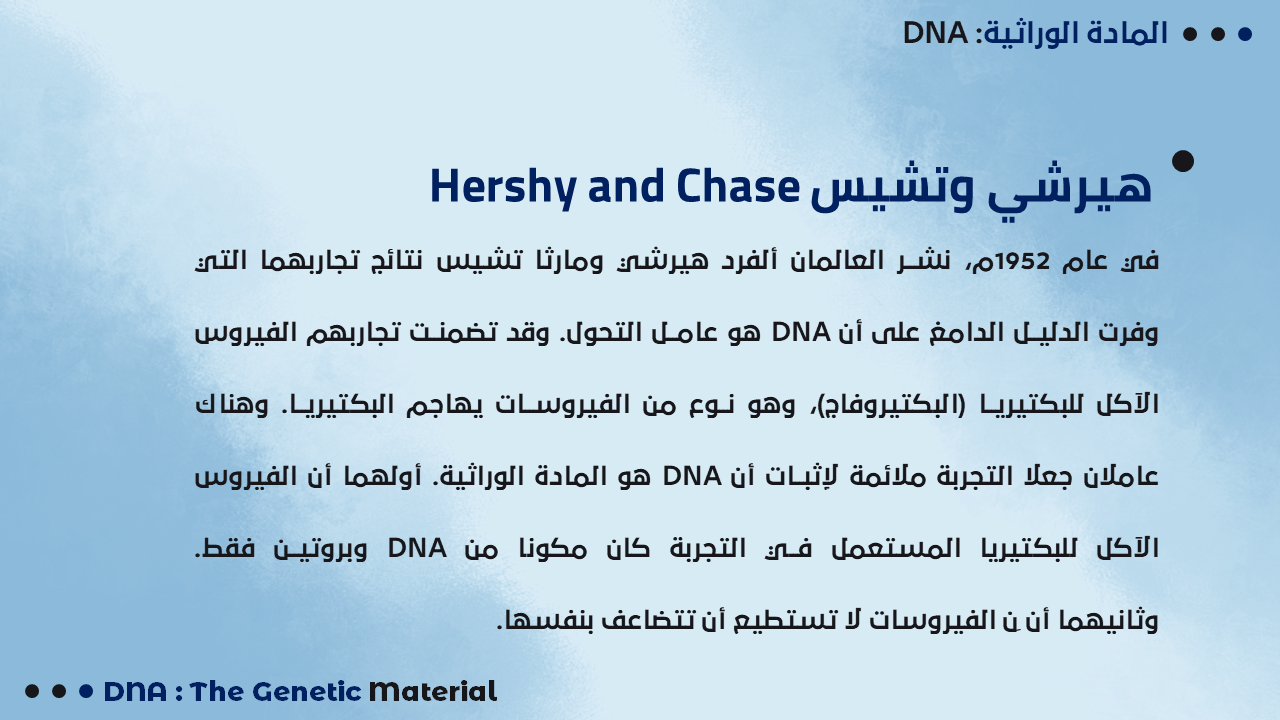 المادة الوراثية: DNA
هيرشي وتشيس Hershy and Chase
في عام 1952م، نشر العالمان ألفرد هيرشي ومارثا تشيس نتائج تجاربهما التي
وفرت الدليل الدامغ على أن DNA هو عامل التحول. وقد تضمنت تجاربهم الفيروس
الآكل للبكتيريا (البكتيروفاج)، وهو نوع من الفيروسات يهاجم البكتيريا. وهناك
عاملان جعلا التجربة ملائمة لإثبات أن DNA هو المادة الوراثية. أولهما أن الفيروس
الآكل للبكتيريا المستعمل في التجربة كان مكونا من DNA وبروتين فقط.
وثانيهما أن ن الفيروسات لا تستطيع أن تتضاعف بنفسها.
DNA : The Genetic Material